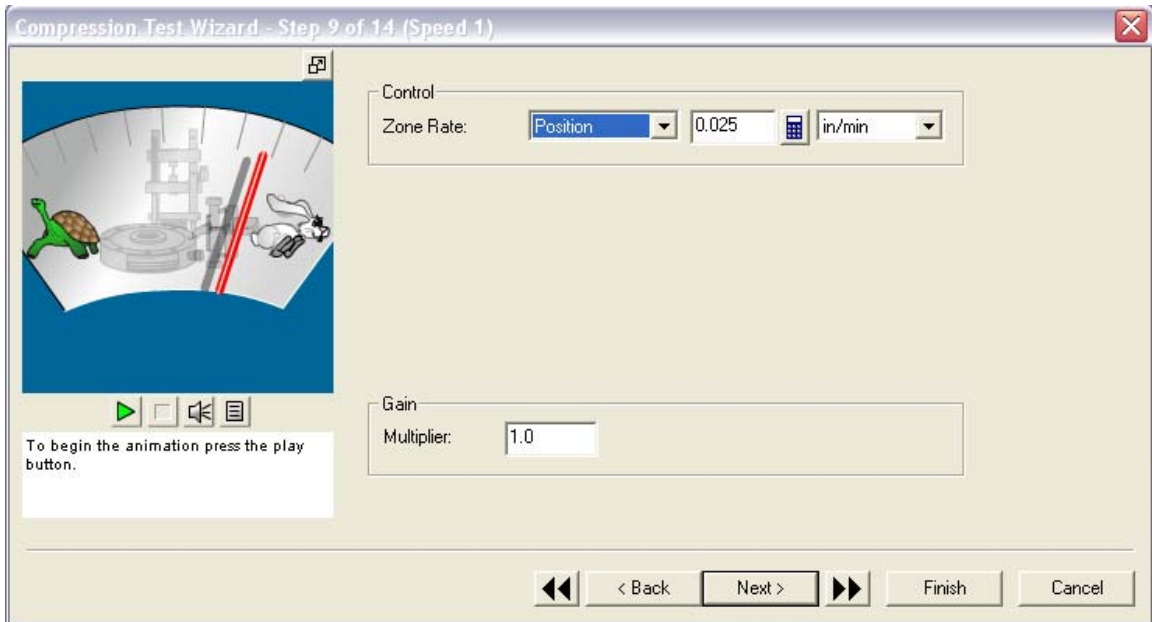 Compression Test Wizard - Step 9 of 14 (Speed 1)
Control
Zone Rate: Position 0.025 in/min
Gain
Multiplier: 1.0
To begin the animation press the play
button.
< Back Next > Finish Cancel